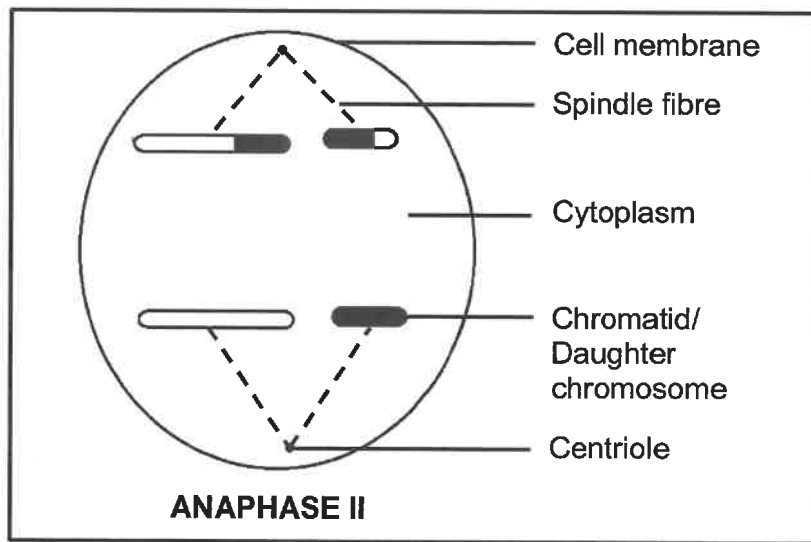 Cell membrane
Spindle fibre
Cytoplasm
Chromatid/
Daughter
chromosome
Centriole
ANAPHASE II